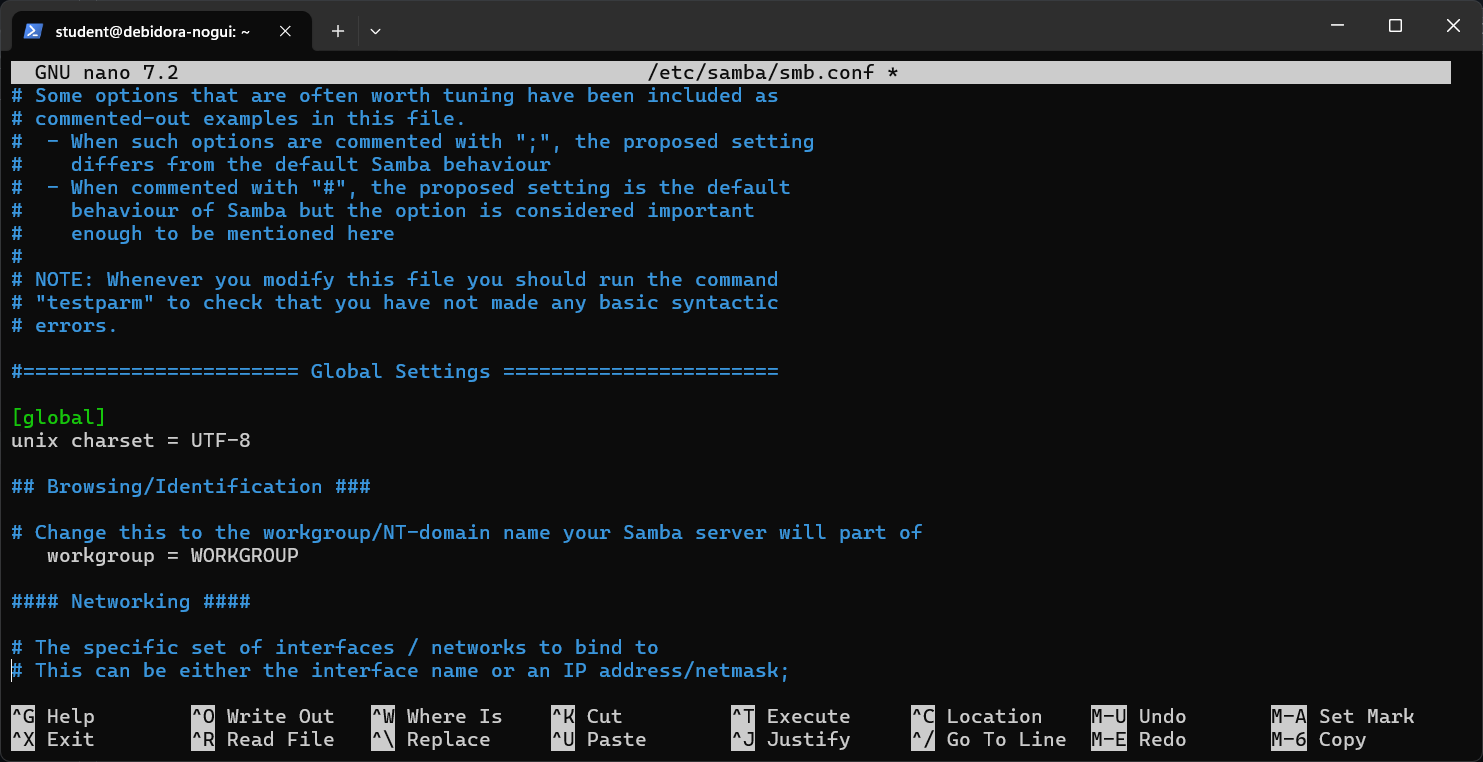 student@debidora-nogui: ~
GNU nano 7.2 /etc/samba/smb.conf *
# Some options that are often worth tuning have been included as
# commented-out examples in this file.
#  - When such options are commented with ";", the proposed setting
#    differs from the default Samba behaviour
#  - When commented with "#", the proposed setting is the default
#    behaviour of Samba but the option is considered important
#    enough to be mentioned here
#
# NOTE: Whenever you modify this file you should run the command
# "testparm" to check that you have not made any basic syntactic
# errors.
#======================= Global Settings =======================
[global]
unix charset = UTF-8
## Browsing/Identification ###
# Change this to the workgroup/NT-domain name your Samba server will part of
   workgroup = WORKGROUP
#### Networking ####
# The specific set of interfaces / networks to bind to
# This can be either the interface name or an IP address/netmask;
^G Help ^O Write Out ^W Where Is ^K Cut ^T Execute ^C Location M-U Undo M-A Set Mark
^X Exit ^R Read File ^\ Replace ^U Paste ^J Justify ^/ Go To Line M-E Redo M-6 Copy